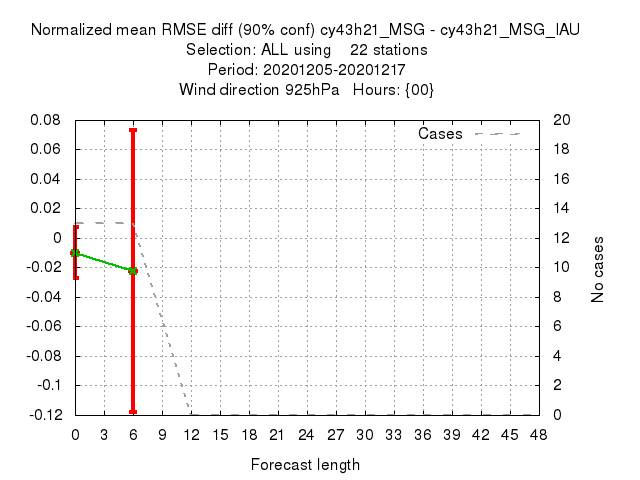 Normalized mean RMSE diff (90% conf) cy43h21_MSG - cy43h21_MSG_IAU
Selection: ALL using 22 stations
Period: 20201205-20201217
Wind direction 925hPa Hours: {00}
Cases
0.08
0.06
0.04
0.02
0
-0.02
-0.04
-0.06
-0.08
-0.1
-0.12
20
18
16
14
12
10
8
6
4
2
0
No cases
0 3 6 9 12 15 18 21 24 27 30 33 36 39 42 45 48
Forecast length